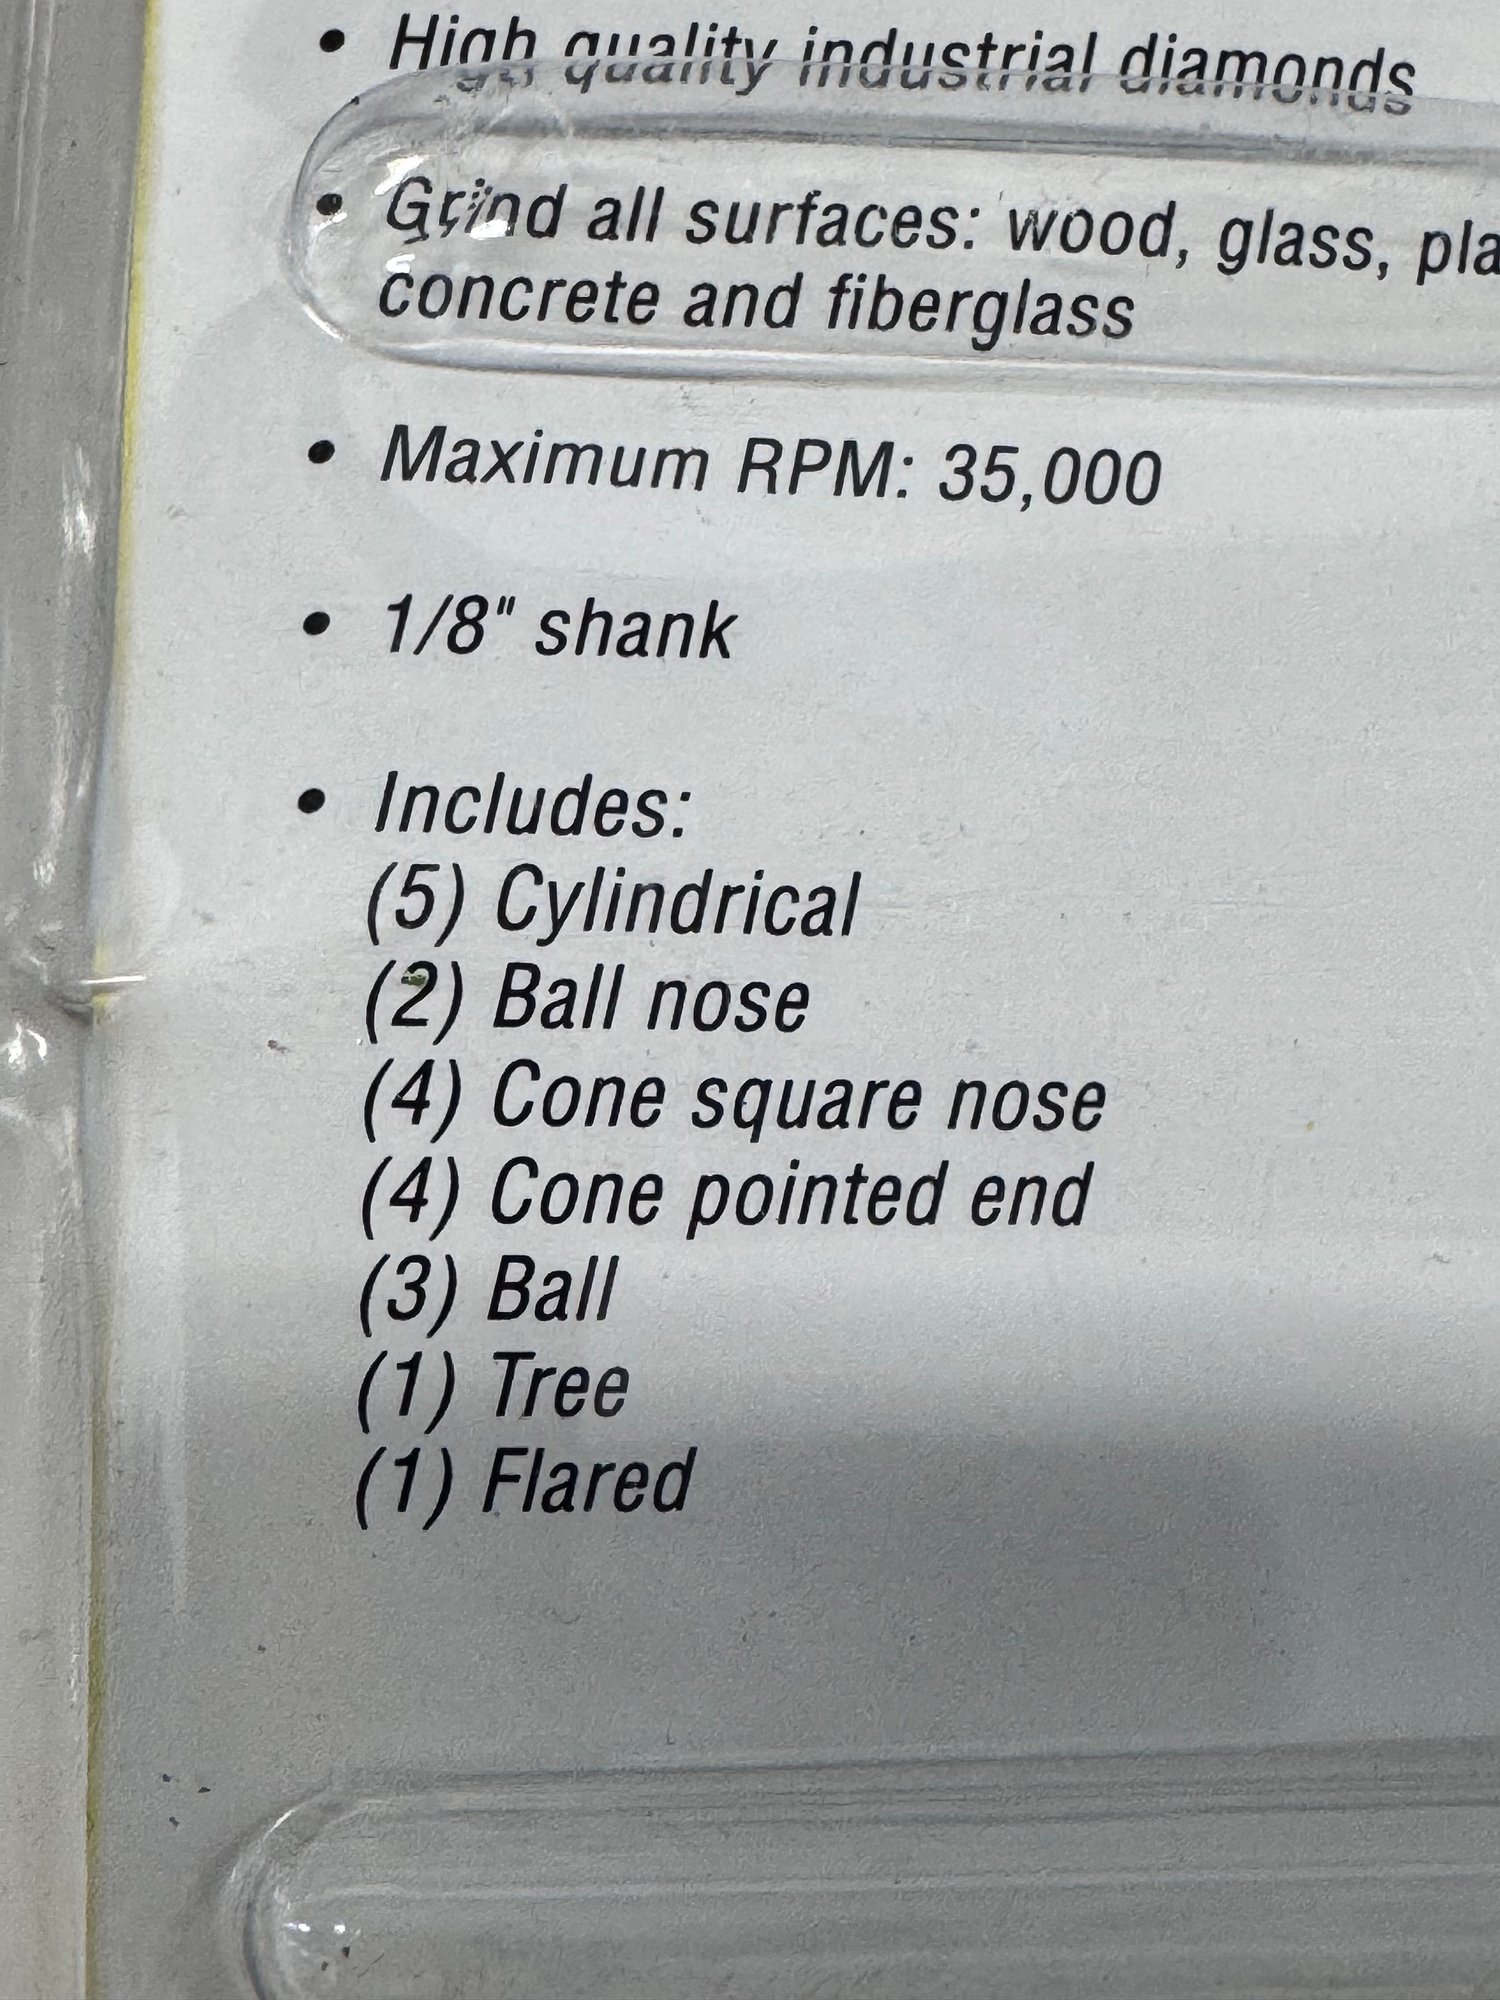 • High quality industrial diamonds
• Grind all surfaces: wood, glass,
concrete and fiberglass
• Maximum RPM: 35,000
• 1/8" shank
• Includes:
(5) Cylindrical
(2) Ball nose
(4) Cone square nose
(4) Cone pointed end
(3) Ball
(1) Tree
(1) Flared